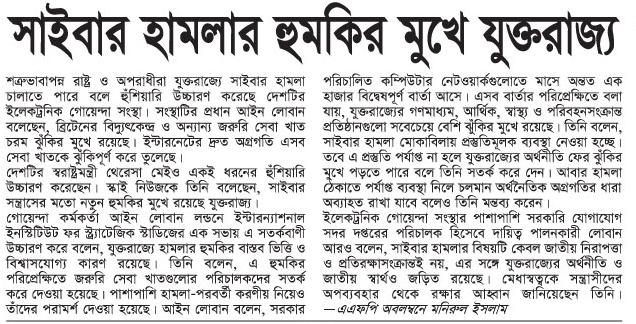 সাইবার হামলার হুমকির মুখে যুক্তরাজ্য
শত্রুভাবাপন্ন রাষ্ট্র ও অপরাধীরা যুক্তরাজ্যে সাইবার হামলা
চালাতে পারে বলে হুঁশিয়ারি উচ্চারণ করেছে দেশটির
ইলেকট্রনিক গোয়েন্দা সংস্থা। সংস্থাটির প্রধান আইন লোবান
বলেছেন, ব্রিটেনের বিদ্যুৎকেন্দ্র ও অন্যান্য জরুরি সেবা খাত
চরম ঝুঁকির মুখে রয়েছে। ইন্টারনেটের দ্রুত অগ্রগতি এসব
সেবা খাতকে ঝুঁকিপূর্ণ করে তুলেছে।
দেশটির স্বরাষ্ট্রমন্ত্রী থেরেসা মেইও একই ধরনের হুঁশিয়ারি
উচ্চারণ করেছেন। স্কাই নিউজকে তিনি বলেছেন, সাইবার
সন্ত্রাসের মতো নতুন হুমকির মুখে রয়েছে যুক্তরাজ্য।
গোয়েন্দা কর্মকর্তা আইন লোবান লন্ডনে ইন্টারন্যাশনাল
ইনস্টিটিউট ফর স্ট্র্যাটেজিক স্টাডিজের এক সভায় এ সতর্কবাণী
উচ্চারণ করে বলেন, যুক্তরাজ্যে হামলার হুমকির বাস্তব ভিত্তি ও
বিশ্বাসযোগ্য কারণ রয়েছে। তিনি বলেন, এ হুমকির
পরিপ্রেক্ষিতে জরুরি সেবা খাতগুলোর পরিচালকদের সতর্ক
করে দেওয়া হয়েছে। পাশাপাশি হামলা-পরবর্তী করণীয় নিয়েও
তাঁদের পরামর্শ দেওয়া হয়েছে। আইন লোবান বলেন, সরকার
পরিচালিত কম্পিউটার নেটওয়ার্কগুলোতে মাসে অন্তত এক
হাজার বিদ্বেষপূর্ণ বার্তা আসে। এসব বার্তার পরিপ্রেক্ষিতে বলা
যায়, যুক্তরাজ্যের গণমাধ্যম, আর্থিক, স্বাস্থ্য ও পরিবহনসংক্রান্ত
প্রতিষ্ঠানগুলো সবচেয়ে বেশি ঝুঁকির মুখে রয়েছে। তিনি বলেন,
সাইবার হামলা মোকাবিলায় প্রস্তুতিমূলক ব্যবস্থা নেওয়া হচ্ছে।
তবে এ প্রস্তুতি পর্যাপ্ত না হলে যুক্তরাজ্যের অর্থনীতি ফের ঝুঁকির
মুখে পড়তে পারে বলে তিনি সতর্ক করে দেন। আবার হামলা
ঠেকাতে পর্যাপ্ত ব্যবস্থা নিলে চলমান অর্থনৈতিক অগ্রগতির ধারা
অব্যাহত রাখা যাবে বলেও তিনি মন্তব্য করেন।
ইলেকট্রনিক গোয়েন্দা সংস্থার পাশাপাশি সরকারি যোগাযোগ
সদর দপ্তরের পরিচালক হিসেবে দায়িত্ব পালনকারী লোবান
আরও বলেন, সাইবার হামলার বিষয়টি কেবল জাতীয় নিরাপত্তা
ও প্রতিরক্ষাসংক্রান্তই নয়, এর সঙ্গে যুক্তরাজ্যের অর্থনীতি ও
জাতীয় স্বার্থও জড়িত রয়েছে। মেধাস্বত্বকে সন্ত্রাসীদের
অপব্যবহার থেকে রক্ষার আহ্বান জানিয়েছেন তিনি।
—এএফপি অবলম্বনে মনিরুল ইসলাম